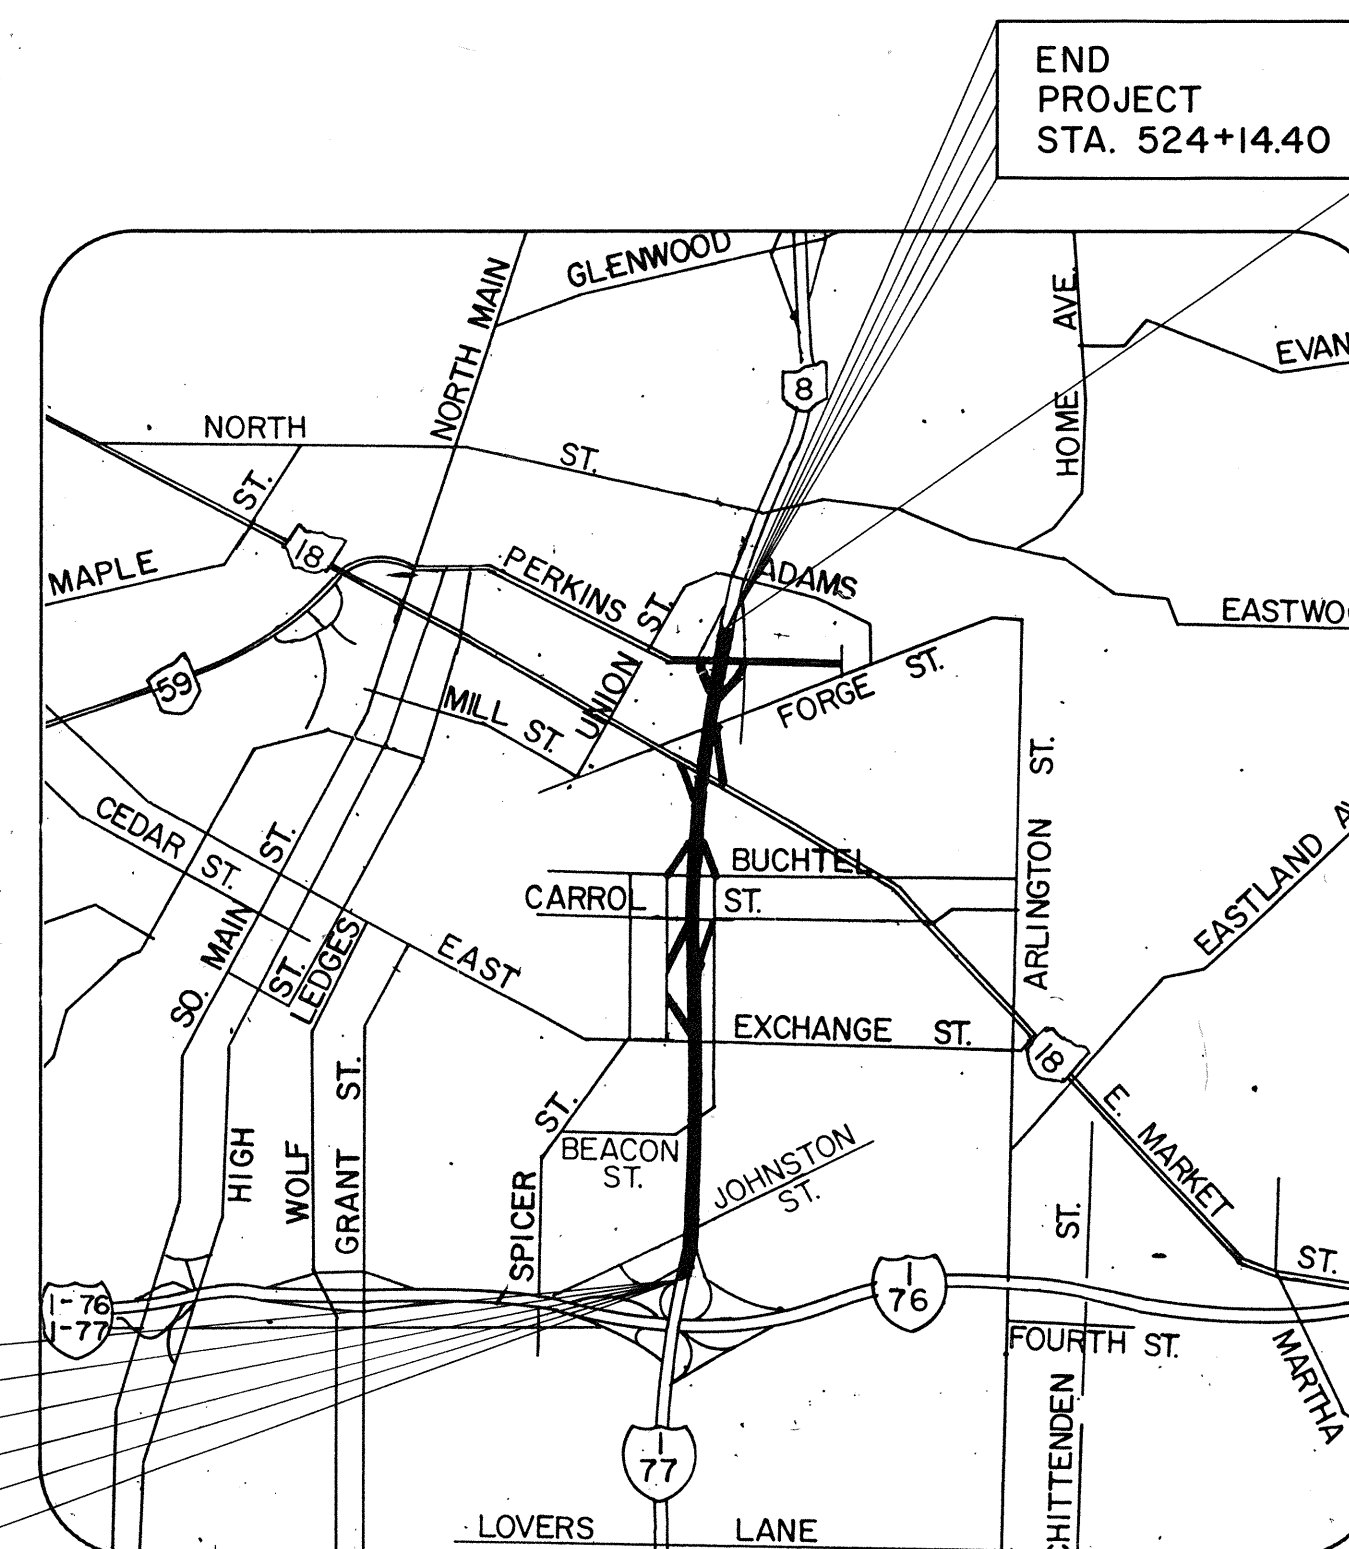 END
PROJECT
STA. 524+14.40
GLENWOOD
NORTH MAIN
HOME AVE.
8
NORTH ST.
ST.
18
MAPLE
PERKINS
ADAMS
UNION ST.
59
MILL ST.
FORGE ST.
CEDAR ST.
SO. MAIN ST.
BUCHTEL
CARROL ST.
ARLINGTON ST.
EAST
LEDGES
ST.
EXCHANGE ST.
18
E. MARKET
ST.
HIGH
WOLF
GRANT ST.
SPICER ST.
BEACON
ST.
JOHNSTON
ST.
I-76
I-77
I
76
FOURTH ST.
CHITTENDEN ST.
MARTHA
I
77
LOVERS LANE
EVAN
EASTWO
EASTLAND A